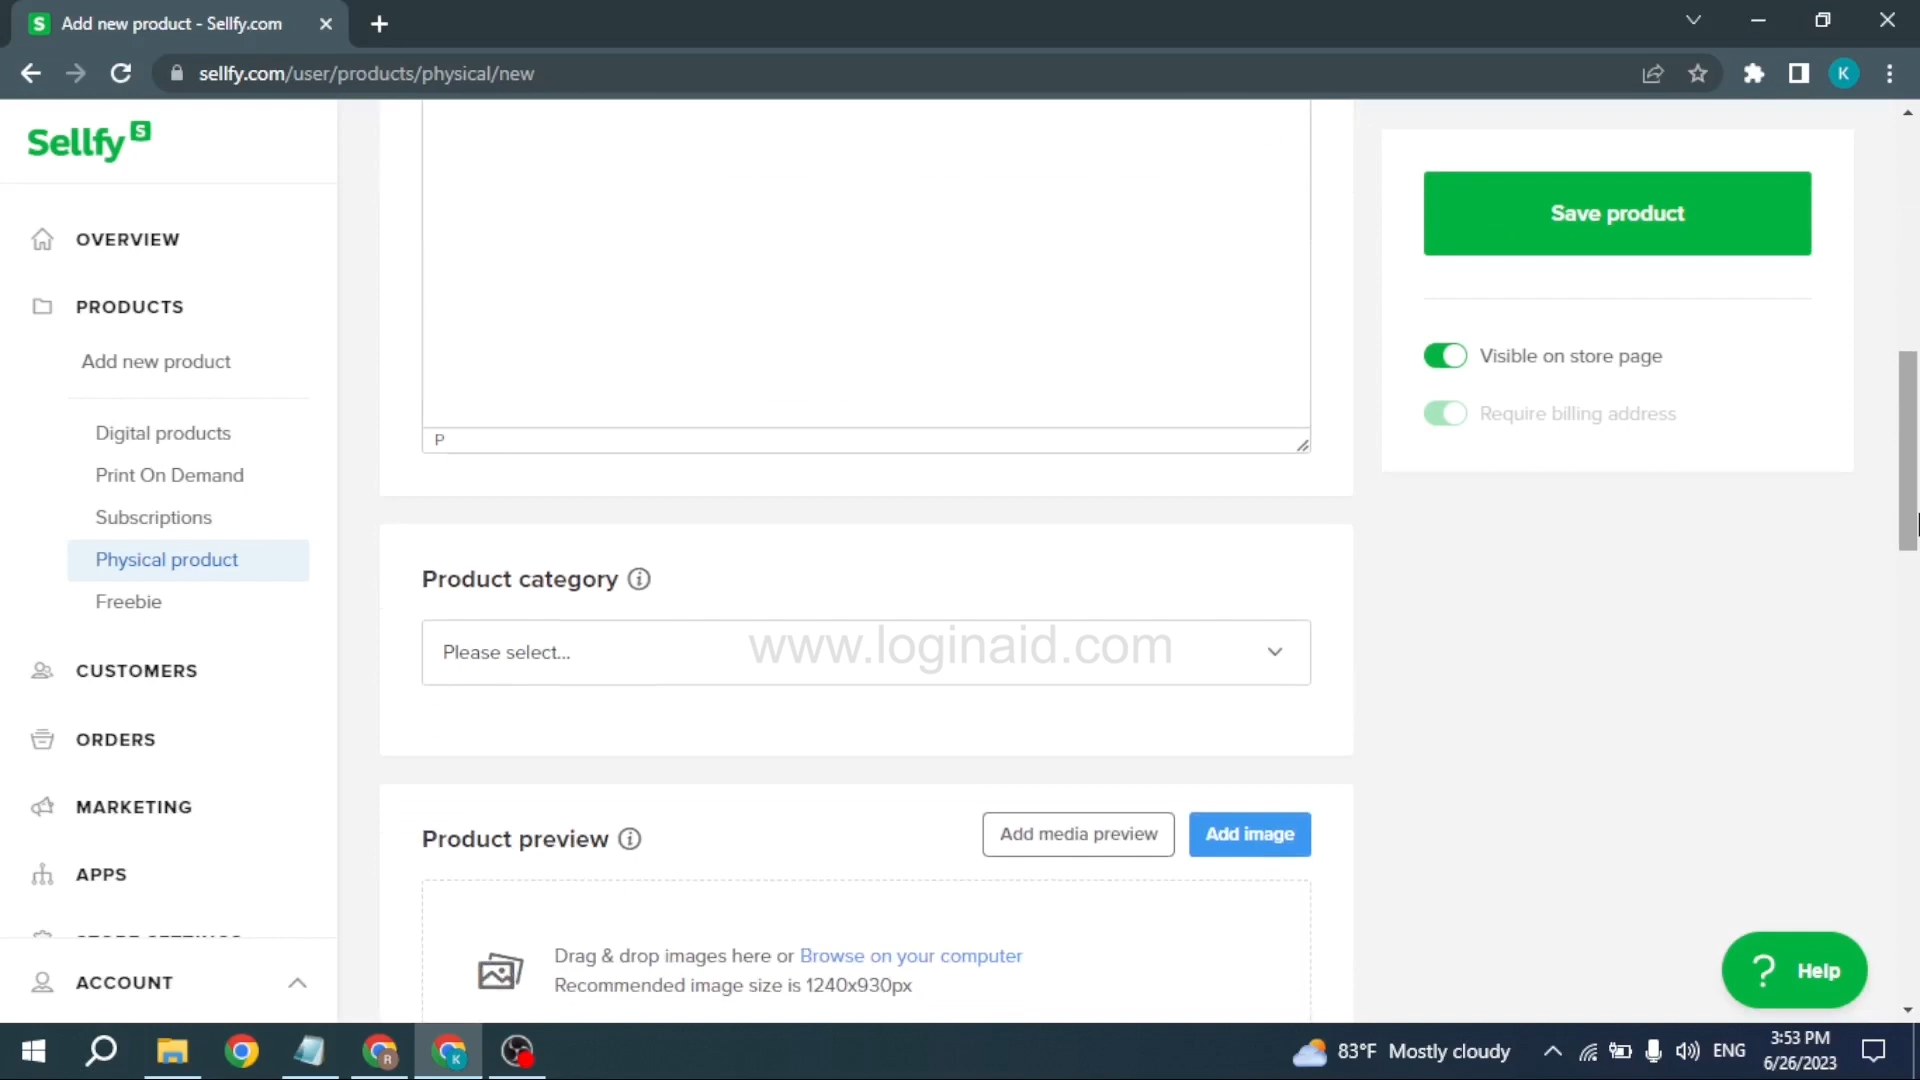 S Add new product - Sellfy.com
sellfy.com/user/products/physical/new
K
Sellfy S
OVERVIEW
PRODUCTS
Add new product
Digital products
Print On Demand
Subscriptions
Physical product
Freebie
CUSTOMERS
ORDERS
MARKETING
APPS
STORE SETTINGS
ACCOUNT
P
Product category
Please select...
www.loginaid.com
Product preview
Add media preview
Add image
Drag & drop images here or Browse on your computer
Recommended image size is 1240x930px
Save product
Visible on store page
Require billing address
? Help
R
K
83°F Mostly cloudy
ENG
3:53 PM
6/26/2023